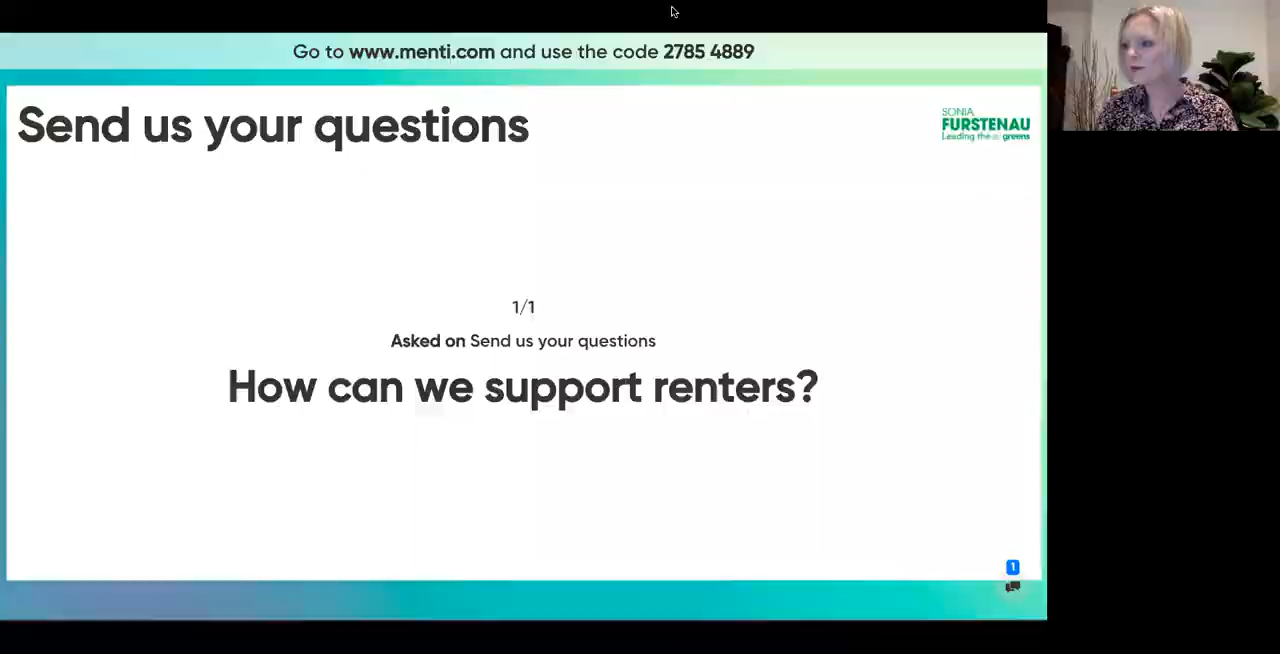 Go to www.menti.com and use the code 2785 4889
Send us your questions
SONIA
FURSTENAU
Leading the greens
1/1
Asked on Send us your questions
How can we support renters?
1